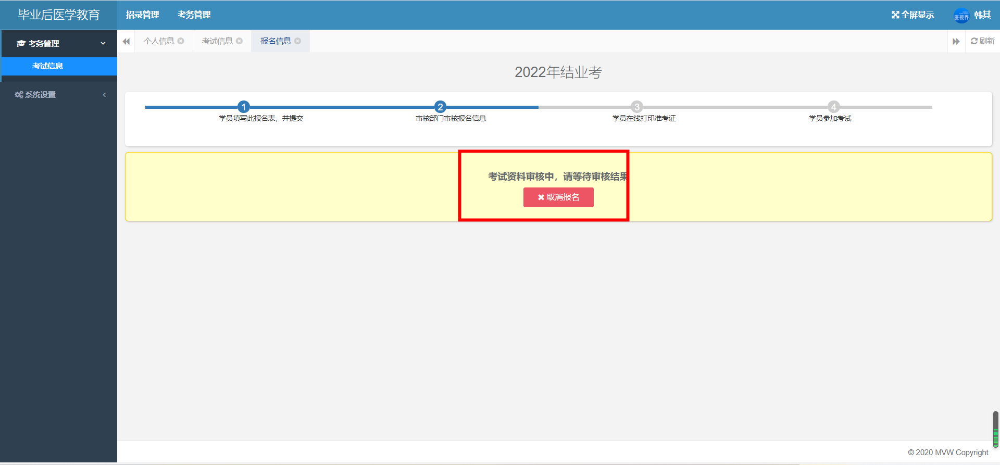 毕业后医学教育
招录管理
考务管理
全屏显示
医视界
韩其
考务管理
考试信息
系统设置
个人信息
考试信息
报名信息
刷新
2022年结业考
1
学员填写此报名表，并提交
2
审核部门审核报名信息
3
学员在线打印准考证
4
学员参加考试
考试资料审核中，请等待审核结果
取消报名
© 2020 MVW Copyright